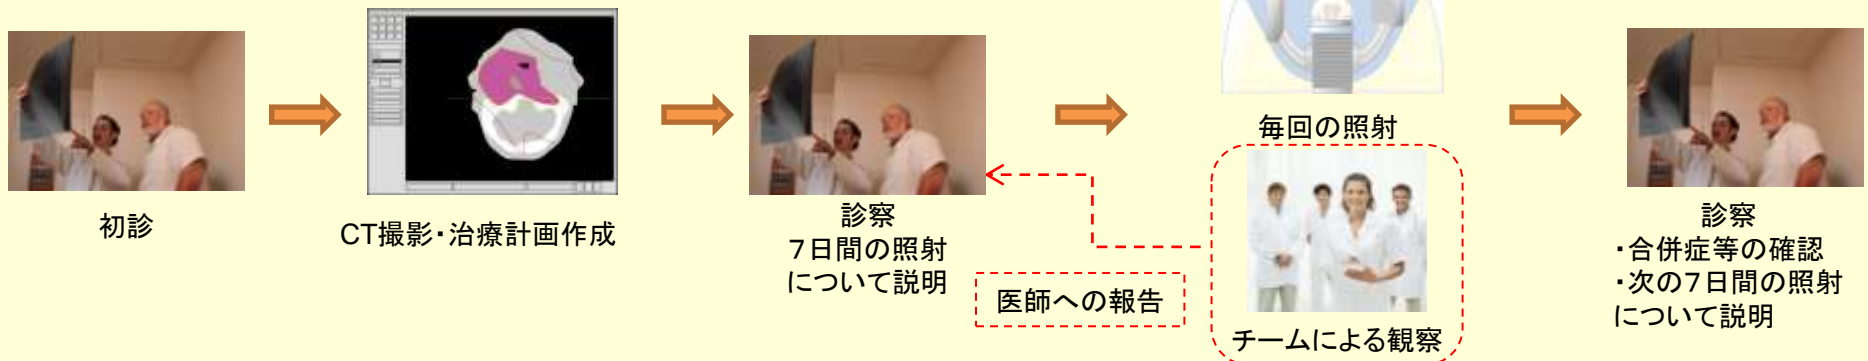 初診
CT撮影・治療計画作成
診察
７日間の照射
について説明
医師への報告
毎回の照射
チームによる観察
診察
・合併症等の確認
・次の７日間の照射
について説明